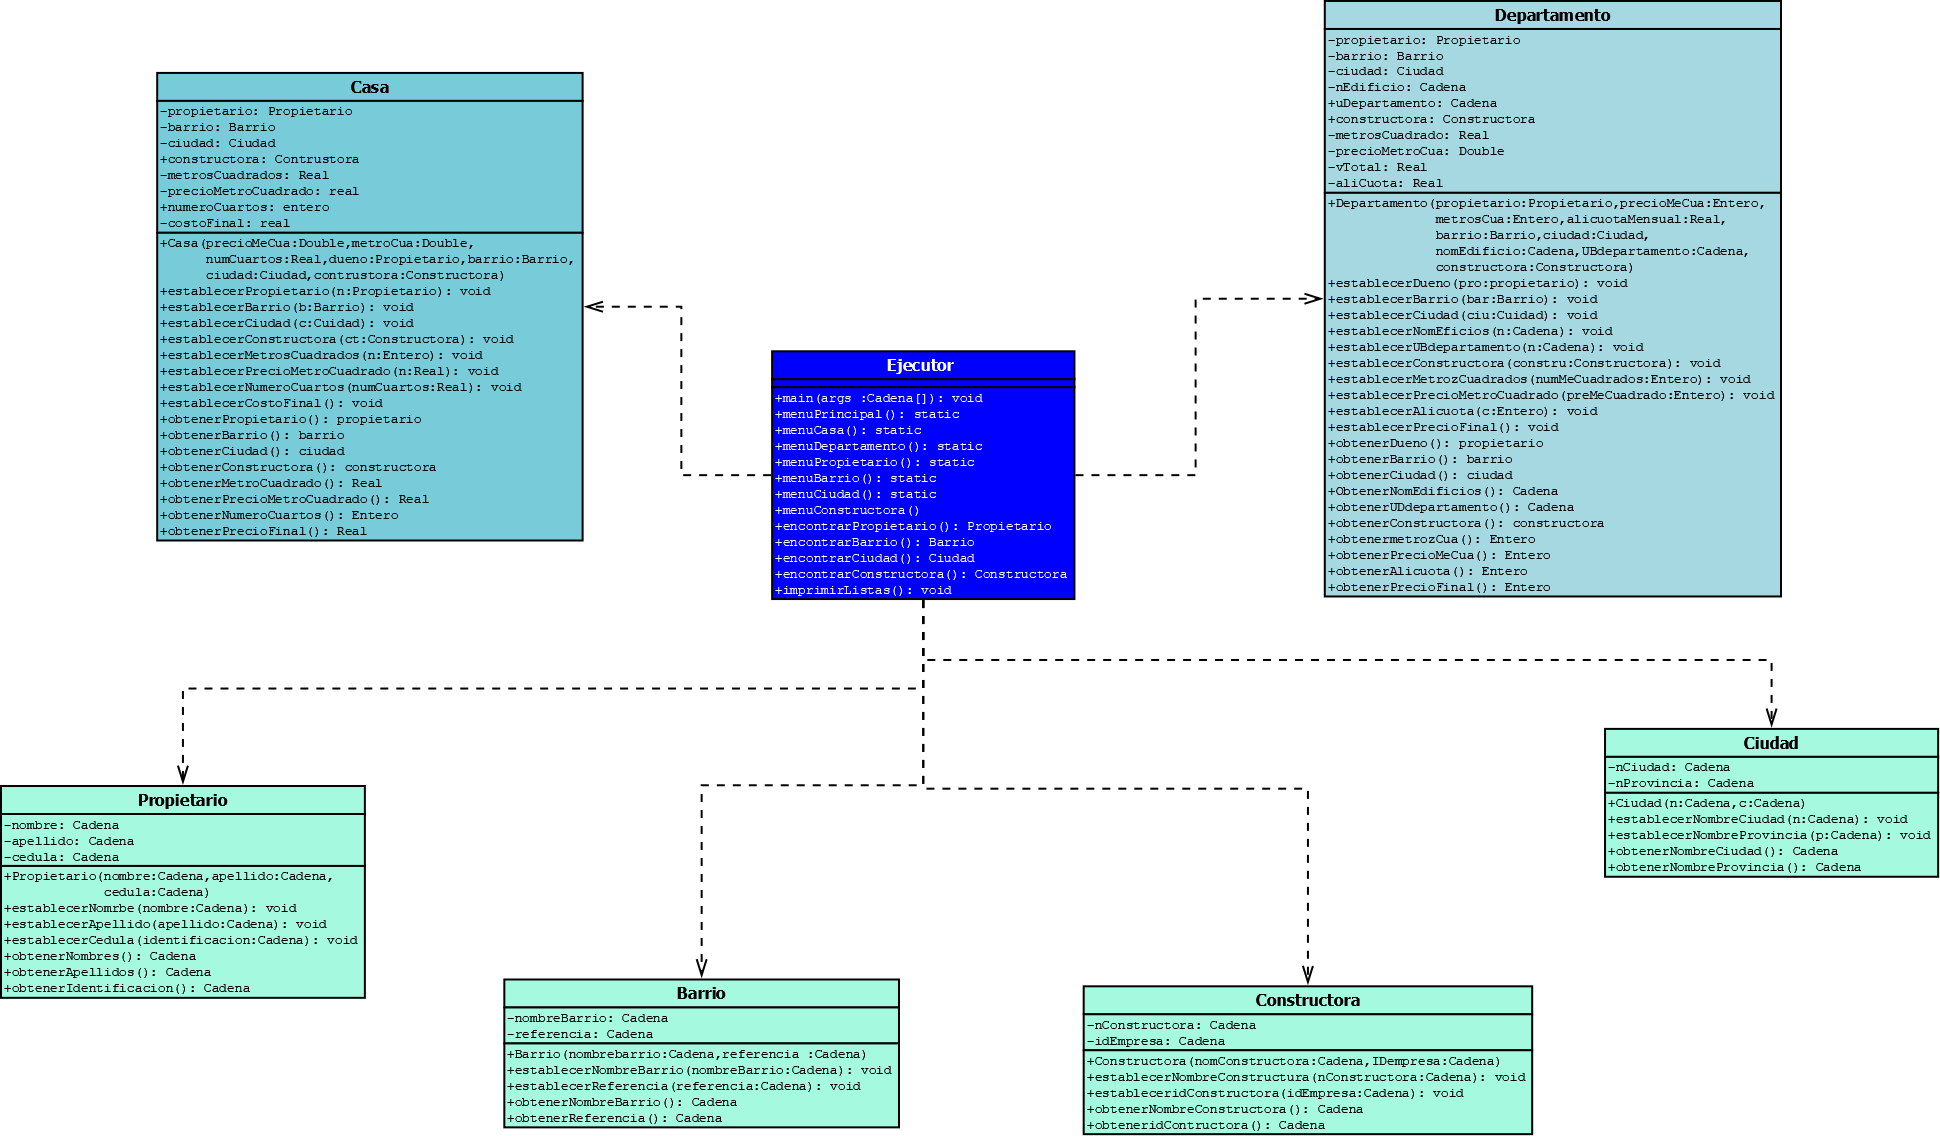 Casa
-propietario: Propietario
-barrio: Barrio
-ciudad: Ciudad
+constructora: Contrustora
-metrosCuadrados: Real
-precioMetroCuadrado: real
+numeroCuartos: entero
-costoFinal: real
+Casa(precioMeCua:Double,metroCua:Double,
numCuartos:Real,dueno:Propietario,barrio:Barrio,
ciudad:Ciudad,contrustora:Constructora)
+establecerPropietario(n:Propietario): void
+establecerBarrio(b:Barrio): void
+establecerCiudad(c:Cuidad): void
+establecerConstructora(ct:Constructora): void
+establecerMetrosCuadrados(n:Entero): void
+establecerPrecioMetroCuadrado(n:Real): void
+establecerNumeroCuartos(numCuartos:Real): void
+establecerCostoFinal(): void
+obtenerPropietario(): propietario
+obtenerBarrio(): barrio
+obtenerCiudad(): ciudad
+obtenerConstructora(): constructora
+obtenerMetroCuadrado(): Real
+obtenerPrecioMetroCuadrado(): Real
+obtenerNumeroCuartos(): Entero
+obtenerPrecioFinal(): Real
Ejecutor
+main(args :Cadena[]): void
+menuPrincipal(): static
+menuCasa(): static
+menuDepartamento(): static
+menuPropietario(): static
+menuBarrio(): static
+menuCiudad(): static
+menuConstructora()
+encontrarPropietario(): Propietario
+encontrarBarrio(): Barrio
+encontrarCiudad(): Ciudad
+encontrarConstructora(): Constructora
+imprimirListas(): void
Departamento
-propietario: Propietario
-barrio: Barrio
-ciudad: Ciudad
-nEdificio: Cadena
+uDepartamento: Cadena
+constructora: Constructora
-metrosCuadrado: Real
-precioMetroCua: Double
-vTotal: Real
-aliCuota: Real
+Departamento(propietario:Propietario,precioMeCua:Entero,
metrosCua:Entero,alicuotaMensual:Real,
barrio:Barrio,ciudad:Ciudad,
nomEdificio:Cadena,UBdepartamento:Cadena,
constructora:Constructora)
+establecerDueno(pro:propietario): void
+establecerBarrio(bar:Barrio): void
+establecerCiudad(ciu:Cuidad): void
+establecerNomEficios(n:Cadena): void
+establecerUBdepartamento(n:Cadena): void
+establecerConstructora(constru:Constructora): void
+establecerMetrozCuadrados(numMeCuadrados:Entero): void
+establecerPrecioMetroCuadrado(preMeCuadrado:Entero): void
+establecerAlicuota(c:Entero): void
+establecerPrecioFinal(): void
+obtenerDueno(): propietario
+obtenerBarrio(): barrio
+obtenerCiudad(): ciudad
+ObtenerNomEdificios(): Cadena
+obtenerUDdepartamento(): Cadena
+obtenerConstructora(): constructora
+obtenermetrozCua(): Entero
+obtenerPrecioMeCua(): Entero
+obtenerAlicuota(): Entero
+obtenerPrecioFinal(): Entero
Propietario
-nombre: Cadena
-apellido: Cadena
-cedula: Cadena
+Propietario(nombre:Cadena,apellido:Cadena,
cedula:Cadena)
+establecerNomrbe(nombre:Cadena): void
+establecerApellido(apellido:Cadena): void
+establecerCedula(identificacion:Cadena): void
+obtenerNombres(): Cadena
+obtenerApellidos(): Cadena
+obtenerIdentificacion(): Cadena
Barrio
-nombreBarrio: Cadena
-referencia: Cadena
+Barrio(nombrebarrio:Cadena,referencia :Cadena)
+establecerNombreBarrio(nombreBarrio:Cadena): void
+establecerReferencia(referencia:Cadena): void
+obtenerNombreBarrio(): Cadena
+obtenerReferencia(): Cadena
Constructora
-nConstructora: Cadena
-idEmpresa: Cadena
+Constructora(nomConstructora:Cadena,IDempresa:Cadena)
+establecerNombreConstructura(nConstructora:Cadena): void
+estableceridConstructora(idEmpresa:Cadena): void
+obtenerNombreConstructora(): Cadena
+obteneridContructora(): Cadena
Ciudad
-nCiudad: Cadena
-nProvincia: Cadena
+Ciudad(n:Cadena,c:Cadena)
+establecerNombreCiudad(n:Cadena): void
+establecerNombreProvincia(p:Cadena): void
+obtenerNombreCiudad(): Cadena
+obtenerNombreProvincia(): Cadena